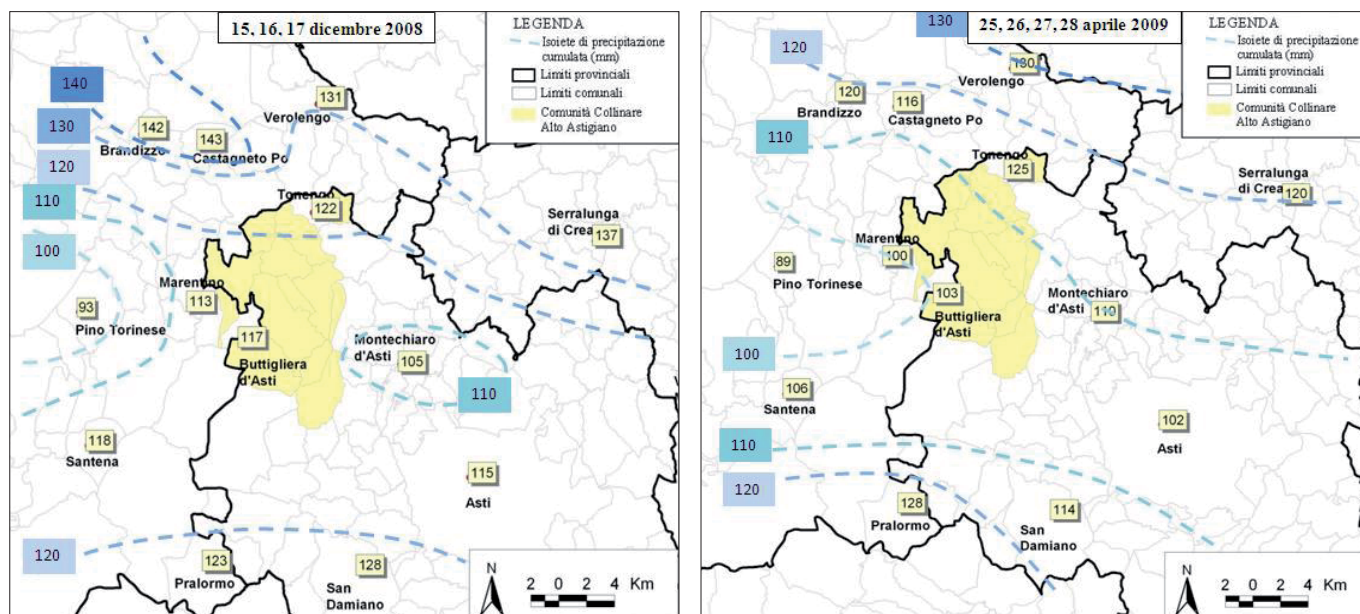 15, 16, 17 dicembre 2008
LEGENDA
Isoiete di precipitazione
cumulata (mm)
Limiti provinciali
Limiti comunali
Comunità Collinare
Alto Astigiano
140
130
120
110
100
131
Verolengo
142
Brandizzo
143
Castagneto Po
Tonengo
122
Serralunga
di Crea
137
Marentino
113
93
Pino Torinese
117
Buttigliera
d'Asti
Montechiaro
d'Asti
105
110
118
Santena
115
Asti
120
123
Pralormo
128
San
Damiano
N
2 0 2 4 Km
25, 26, 27, 28 aprile 2009
LEGENDA
Isoiete di precipitazione
cumulata (mm)
Limiti provinciali
Limiti comunali
Comunità Collinare
Alto Astigiano
130
120
110
130
Verolengo
120
Brandizzo
116
Castagneto Po
Tonengo
125
Serralunga
di Crea
120
Marentino
100
89
Pino Torinese
103
Buttigliera
d'Asti
Montechiaro
d'Asti
110
100
106
Santena
102
Asti
110
120
128
Pralormo
114
San
Damiano
N
2 0 2 4 Km